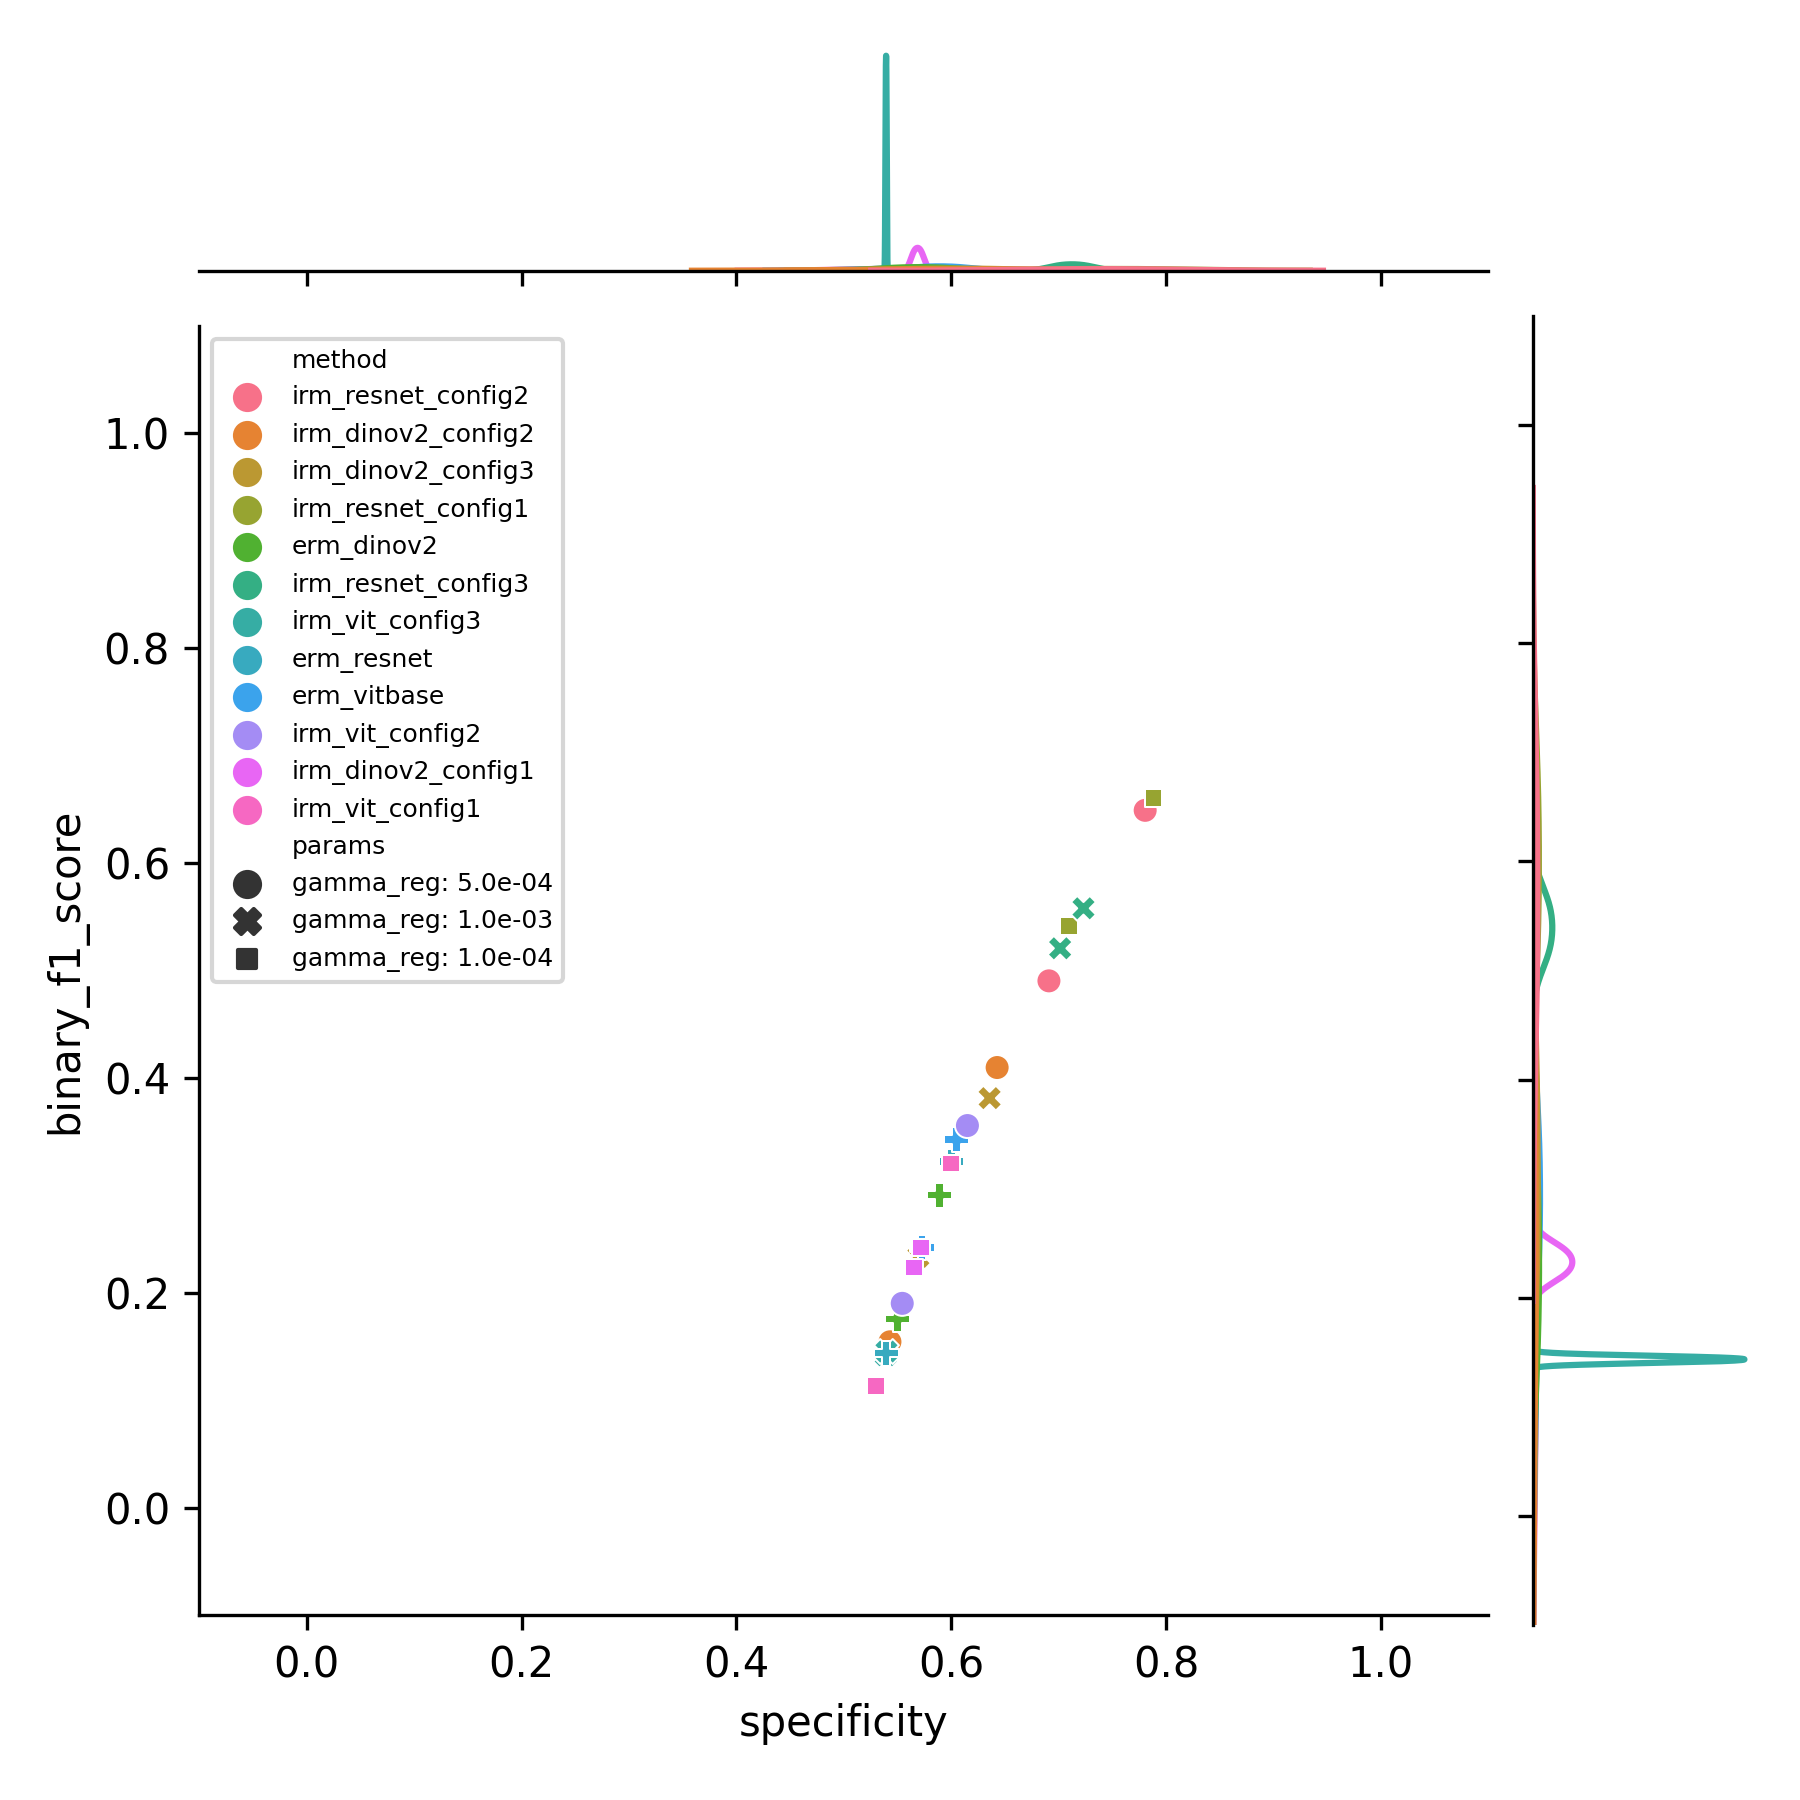 method
irm_resnet_config2
irm_dinov2_config2
irm_dinov2_config3
irm_resnet_config1
erm_dinov2
irm_resnet_config3
irm_vit_config3
erm_resnet
erm_vitbase
irm_vit_config2
irm_dinov2_config1
irm_vit_config1
params
gamma_reg: 5.0e-04
gamma_reg: 1.0e-03
gamma_reg: 1.0e-04
binary_f1_score
1.0
0.8
0.6
0.4
0.2
0.0
0.0 0.2 0.4 0.6 0.8 1.0
specificity